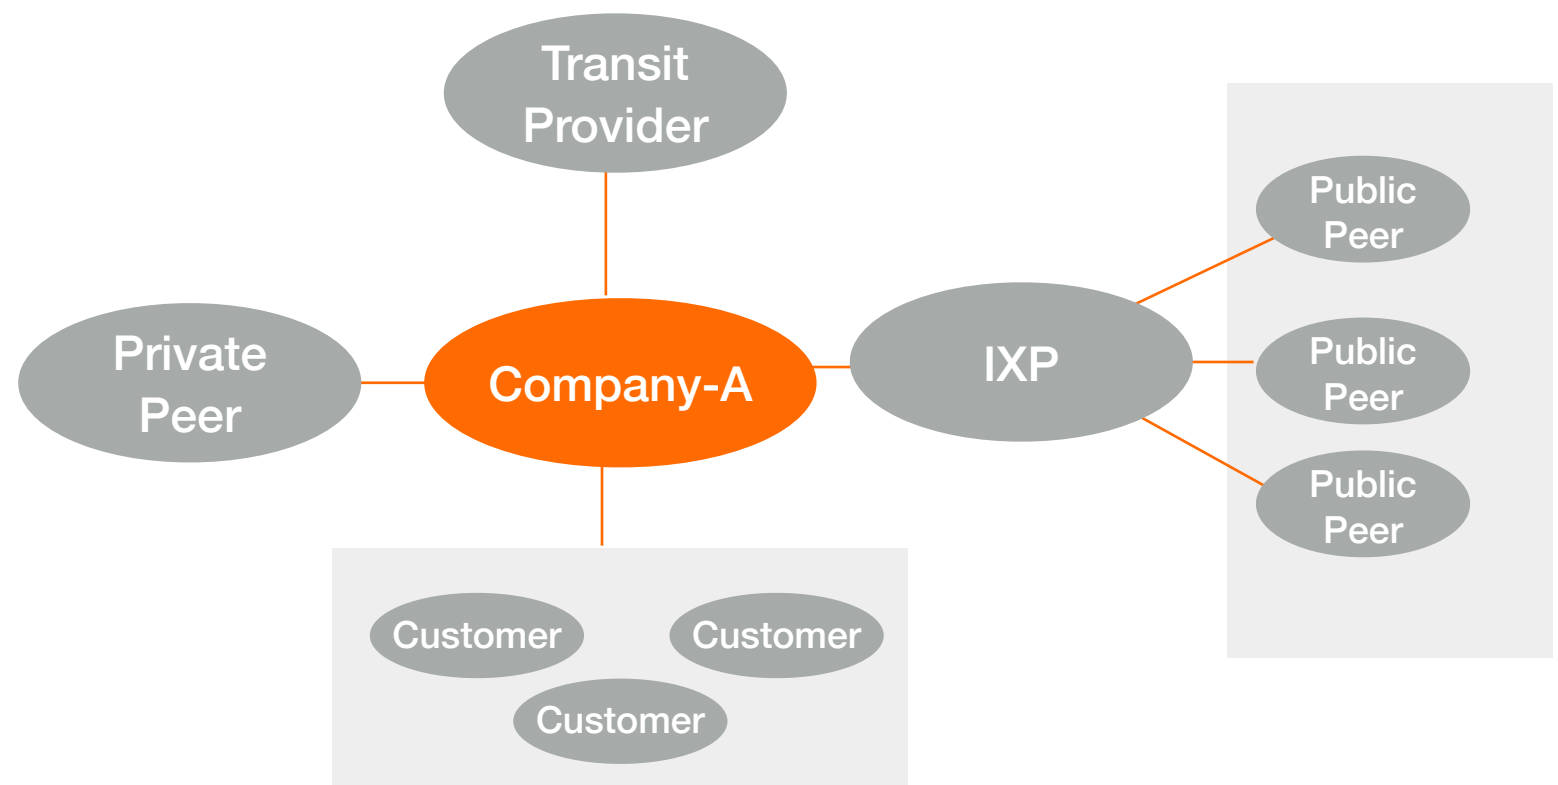 Transit
Provider
Public
Peer
Private
Peer
Company-A
IXP
Public
Peer
Public
Peer
Customer
Customer
Customer